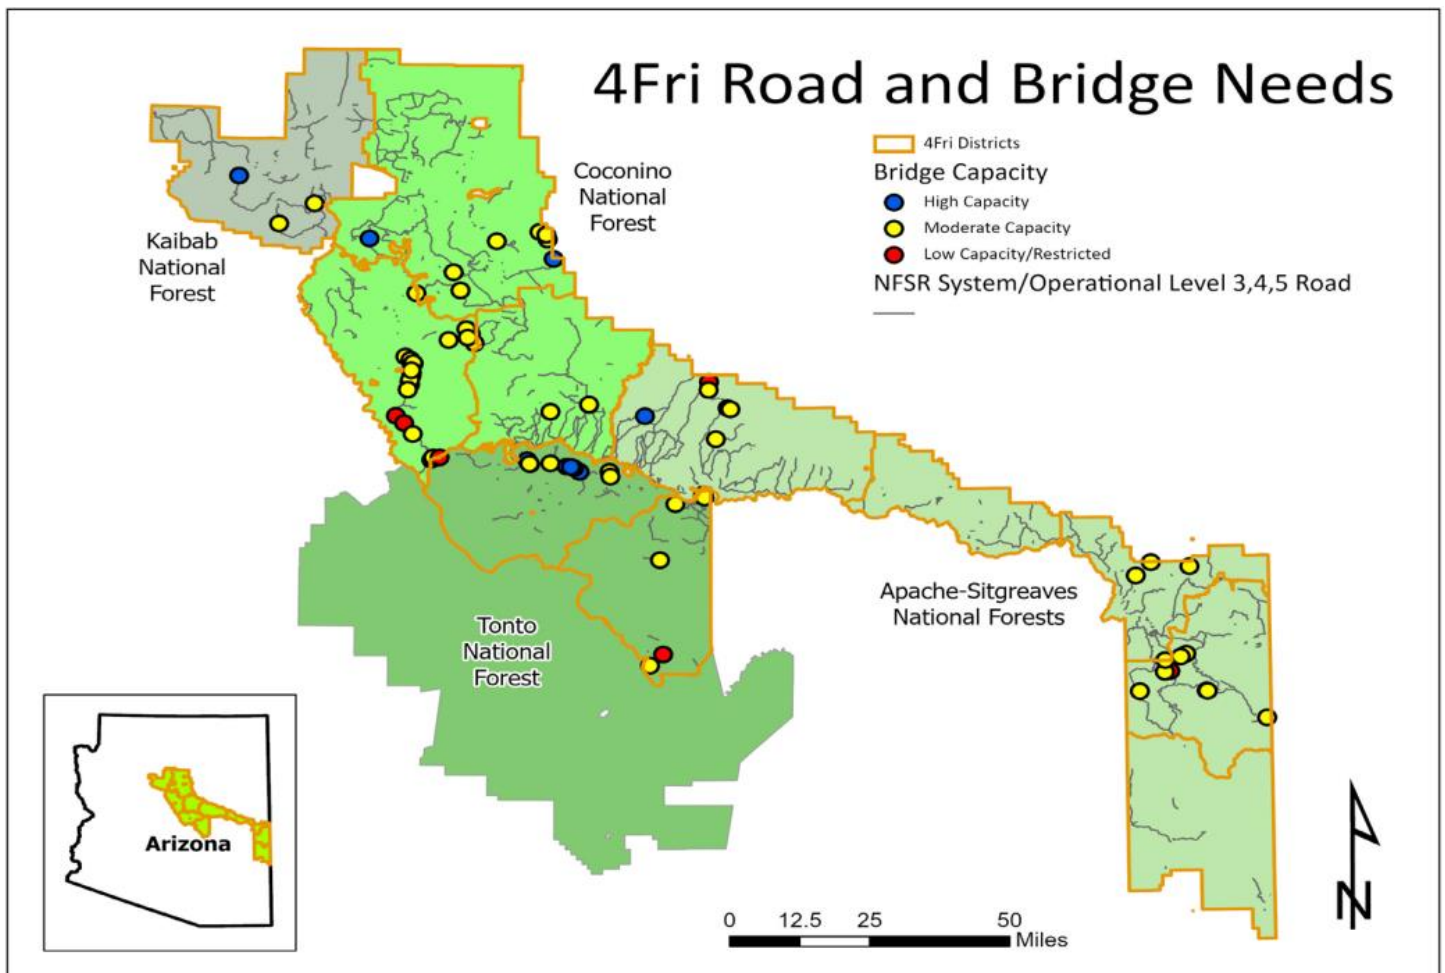 4Fri Road and Bridge Needs
4Fri Districts
Bridge Capacity
High Capacity
Moderate Capacity
Low Capacity/Restricted
NFSR System/Operational Level 3,4,5 Road
Coconino
National
Forest
Kaibab
National
Forest
Apache-Sitgreaves
National Forests
Tonto
National
Forest
Arizona
0 12.5 25 50
Miles
N